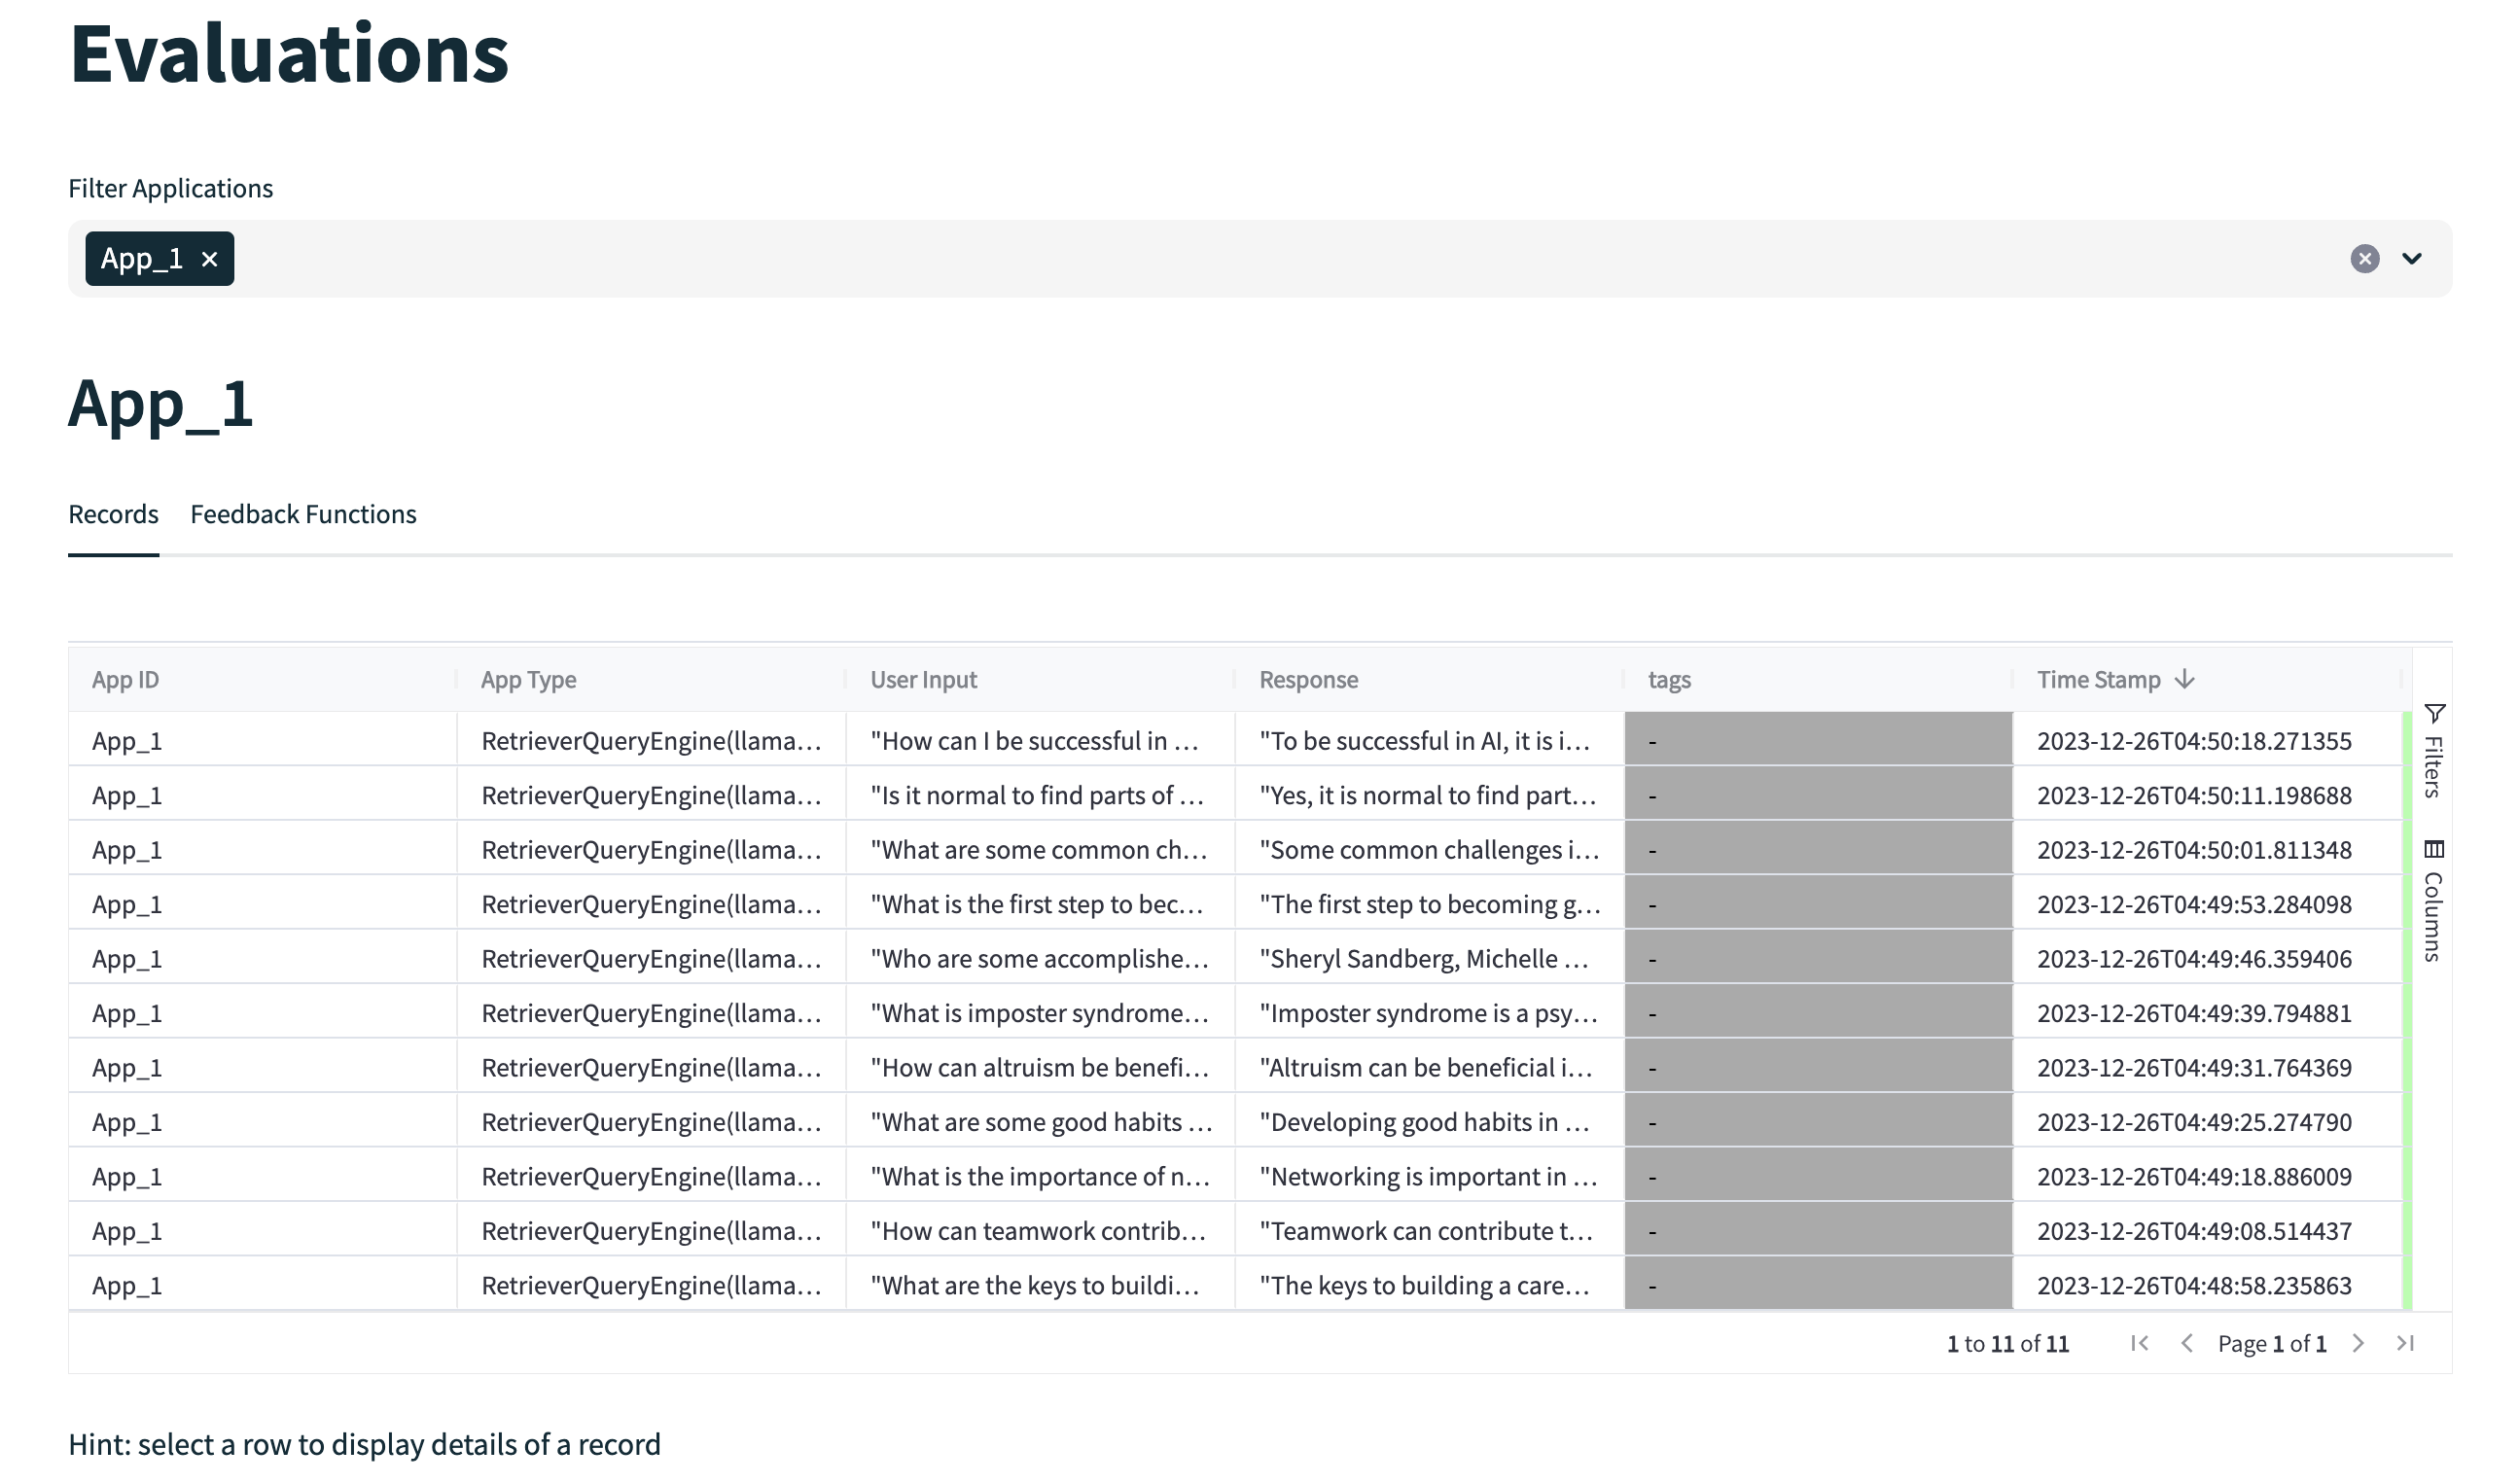 Evaluations
Filter Applications
App_1 ×
App_1
Records Feedback Functions
App ID App Type User Input Response tags Time Stamp
App_1 RetrieverQueryEngine(llama... "How can I be successful in ... "To be successful in AI, it is i... - 2023-12-26T04:50:18.271355
App_1 RetrieverQueryEngine(llama... "Is it normal to find parts of ... "Yes, it is normal to find part... - 2023-12-26T04:50:11.198688
App_1 RetrieverQueryEngine(llama... "What are some common ch... "Some common challenges i... - 2023-12-26T04:50:01.811348
App_1 RetrieverQueryEngine(llama... "What is the first step to bec... "The first step to becoming g... - 2023-12-26T04:49:53.284098
App_1 RetrieverQueryEngine(llama... "Who are some accomplishe... "Sheryl Sandberg, Michelle ... - 2023-12-26T04:49:46.359406
App_1 RetrieverQueryEngine(llama... "What is imposter syndrome... "Imposter syndrome is a psy... - 2023-12-26T04:49:39.794881
App_1 RetrieverQueryEngine(llama... "How can altruism be benefi... "Altruism can be beneficial i... - 2023-12-26T04:49:31.764369
App_1 RetrieverQueryEngine(llama... "What are some good habits ... "Developing good habits in ... - 2023-12-26T04:49:25.274790
App_1 RetrieverQueryEngine(llama... "What is the importance of n... "Networking is important in ... - 2023-12-26T04:49:18.886009
App_1 RetrieverQueryEngine(llama... "How can teamwork contrib... "Teamwork can contribute t... - 2023-12-26T04:49:08.514437
App_1 RetrieverQueryEngine(llama... "What are the keys to buildi... "The keys to building a care... - 2023-12-26T04:48:58.235863
Filters
Columns
1 to 11 of 11 Page 1 of 1
Hint: select a row to display details of a record